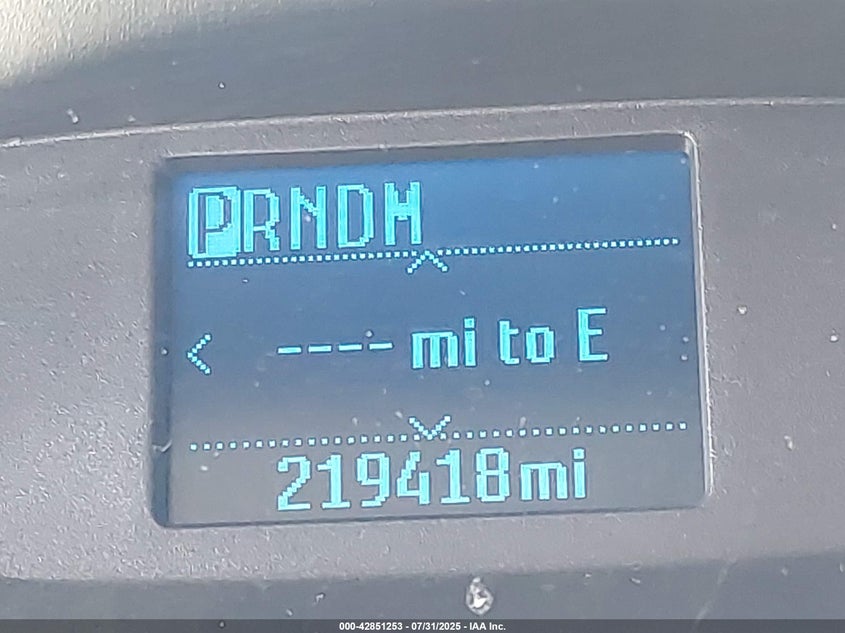 PRNDM
< ---- mi to E
219418mi
000-42851253 - 07/31/2025 - IAA Inc.